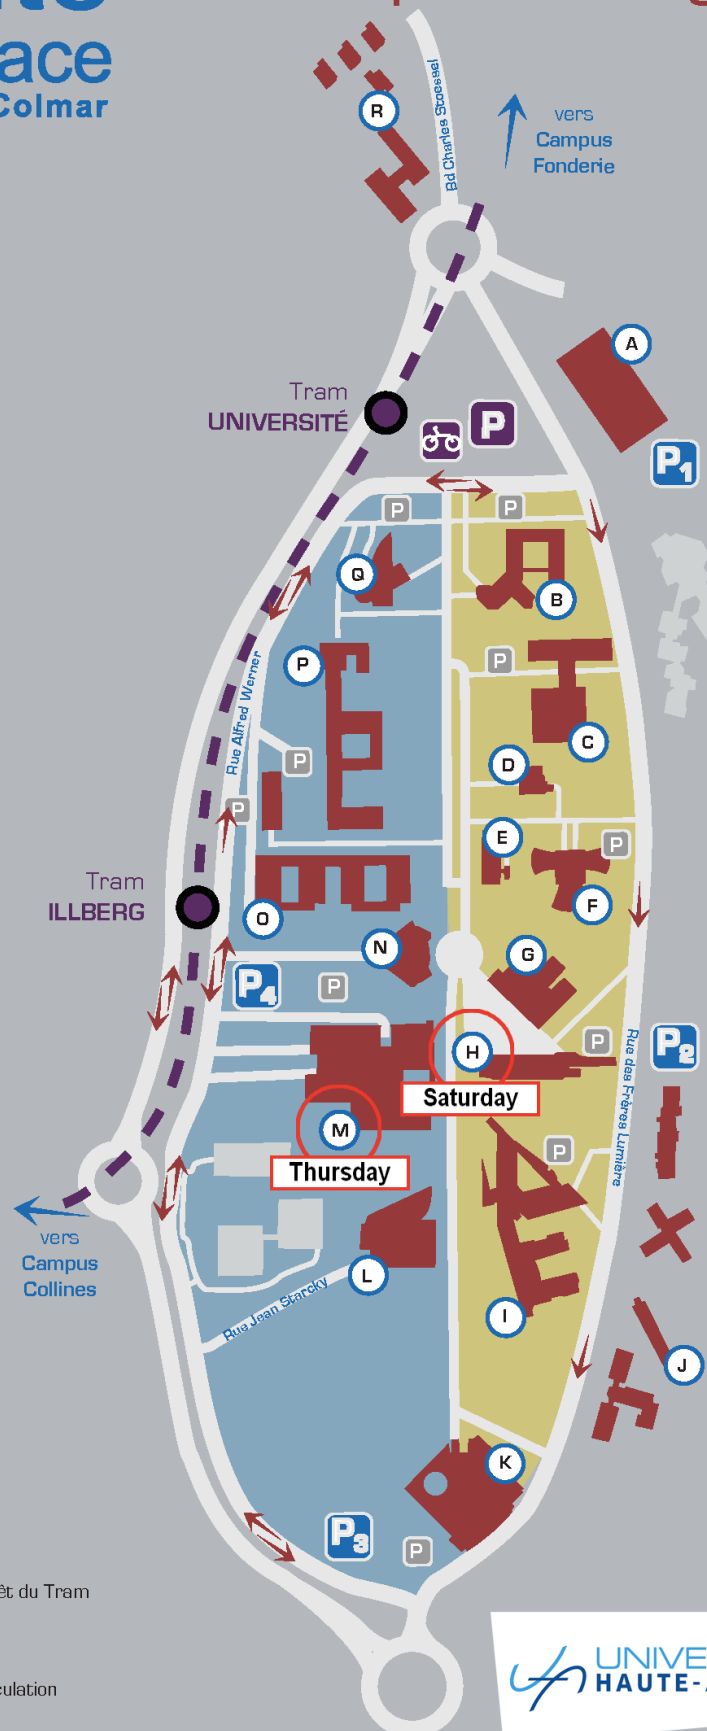 ace
Colmar
R
Bd Charles Stoessel
vers
Campus
Fonderie
A
Tram
UNIVERSITÉ
P
P1
P
P
Q
B
P
P
C
Rue Alfred Werner
P
D
P
E
P
Tram
ILLBERG
O
F
N
G
P4
P
H
P
P2
Saturday
Rue des Frères Lumière
M
P
Thursday
vers
Campus
Collines
L
Rue Jean Starcky
I
J
K
P3
P
êt du Tram
culation
UNIVE
HAUTE-A